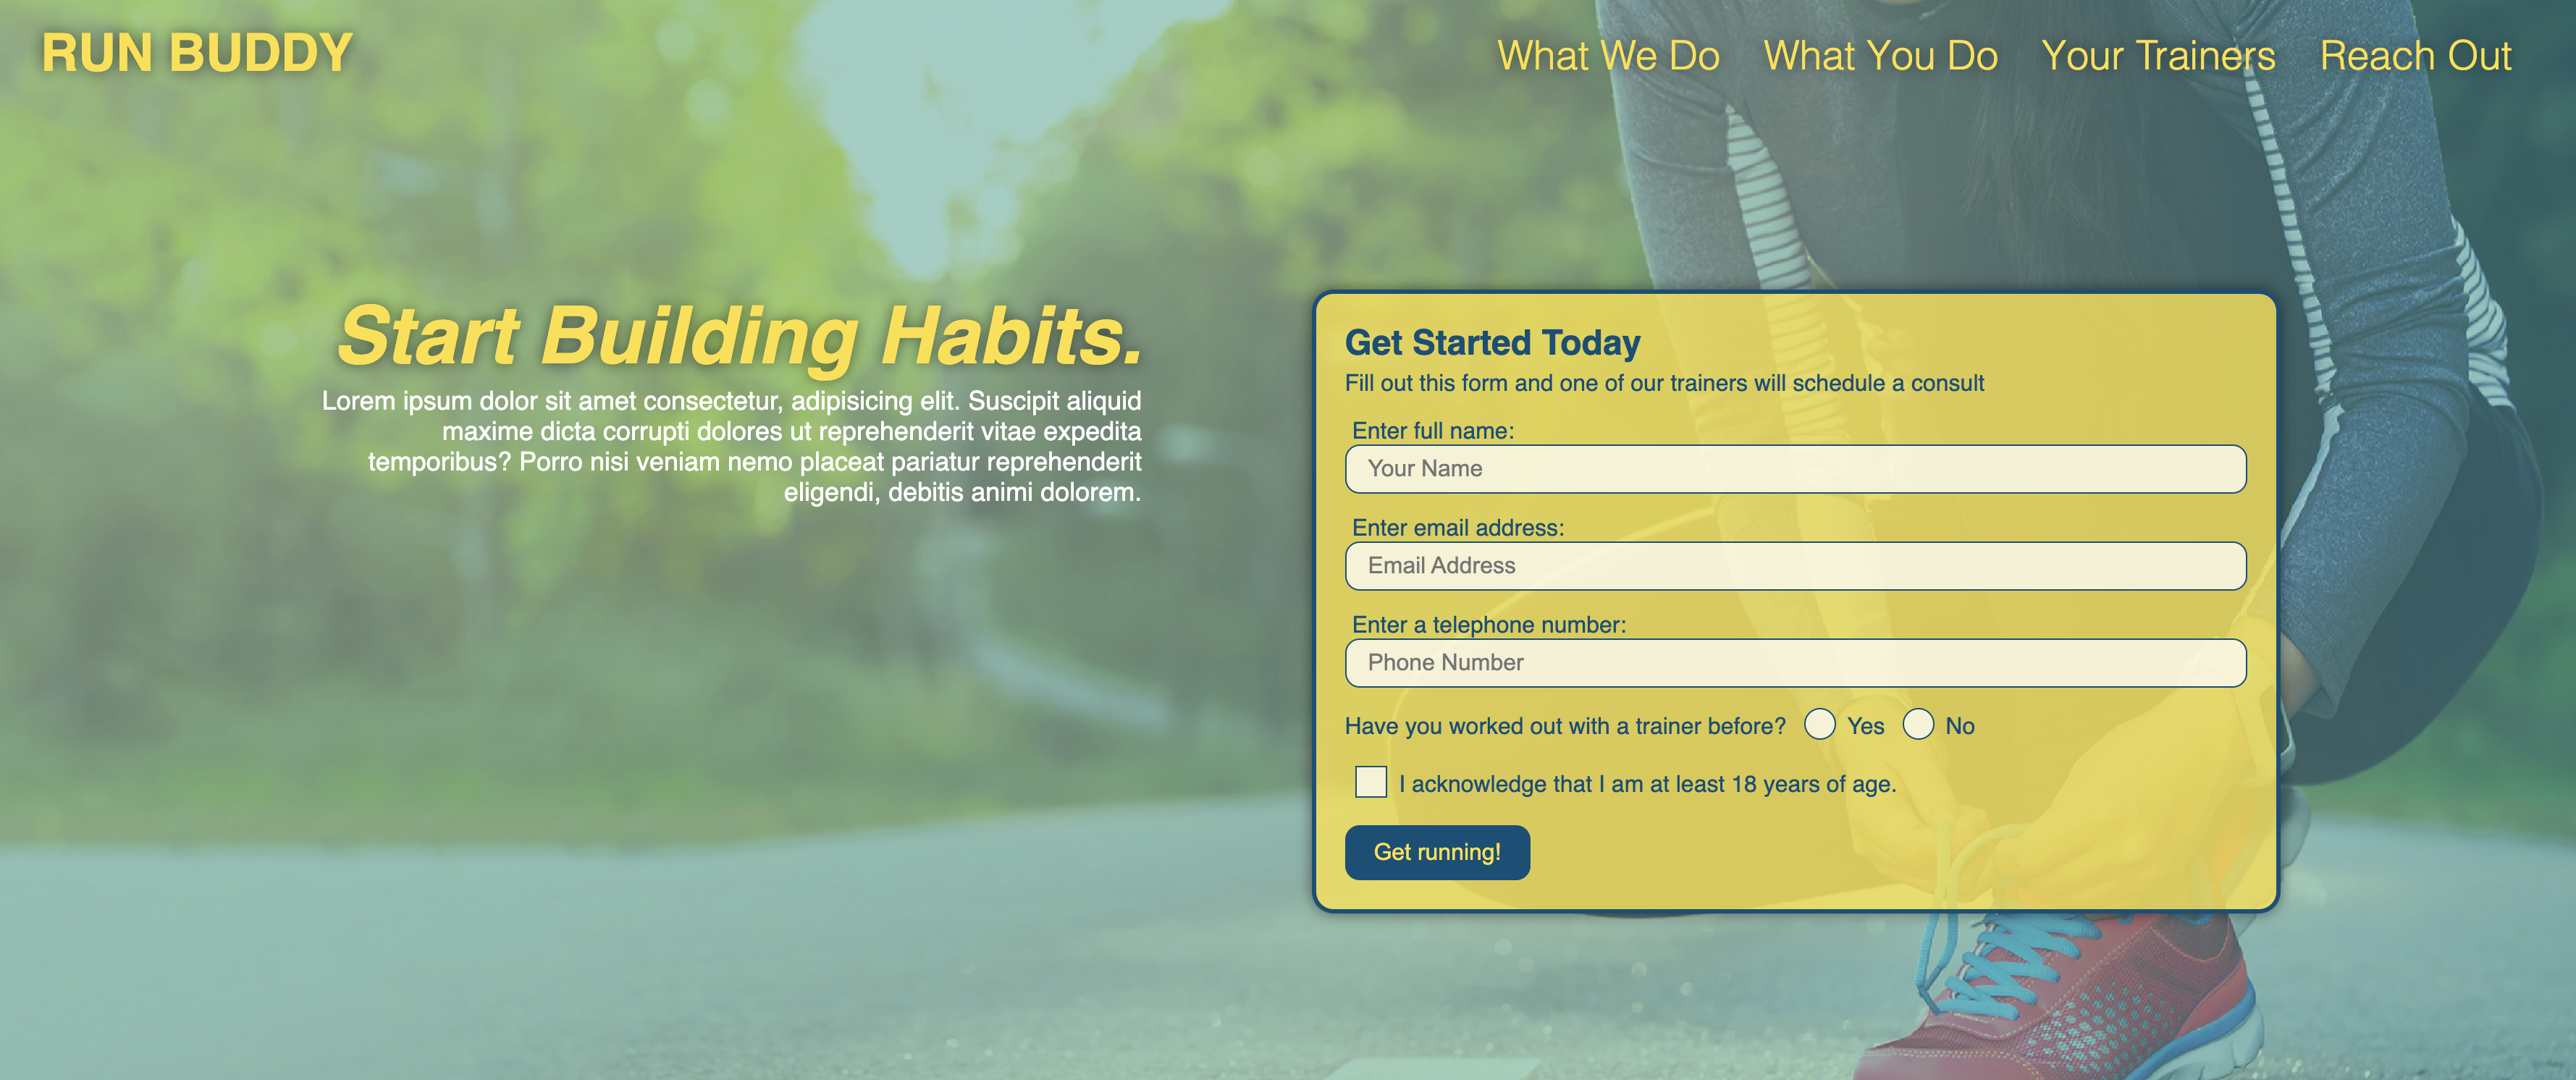 RUN BUDDY
What We Do What You Do Your Trainers Reach Out
Start Building Habits.
Lorem ipsum dolor sit amet consectetur, adipisicing elit. Suscipit aliquid
maxime dicta corrupti dolores ut reprehenderit vitae expedita
temporibus? Porro nisi veniam nemo placeat pariatur reprehenderit
eligendi, debitis animi dolorem.
Get Started Today
Fill out this form and one of our trainers will schedule a consult
Enter full name:
Your Name
Enter email address:
Email Address
Enter a telephone number:
Phone Number
Have you worked out with a trainer before? Yes No
I acknowledge that I am at least 18 years of age.
Get running!